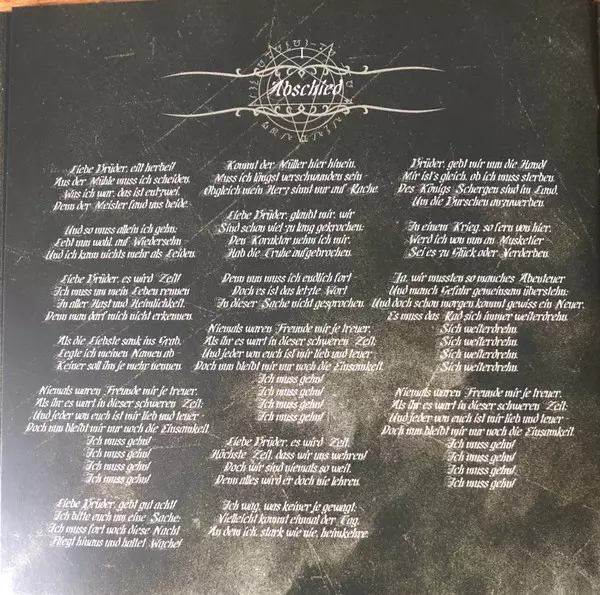 Abschied
Liebe Brüder, eilt herbei!
Aus der Mühle muss ich scheiden.
Was ich war, das ist entzwei,
Denn der Meister fand uns beide.
Und so muss allein ich gehn:
Lebt nun wohl, auf Wiedersehn
Und ich kann nichts mehr als Leiden.
Liebe Brüder, es wird Zeit!
Ich muss um mein Leben rennen
In aller Hast und Heimlichkeit.
Denn man darf mich nicht erkennen.
Als die Liebste sank ins Grab,
Legte ich meinen Namen ab -
Keiner soll ihn je mehr nennen.
Niemals waren Freunde mir je treuer,
Als ihr es wart in dieser schweren Zeit:
Und jeder von euch ist mir lieb und teuer -
Doch nun bleibt mir nur noch die Einsamkeit.
Ich muss gehn!
Ich muss gehn!
Ich muss gehn!
Ich muss gehn!
Liebe Brüder, gebt gut acht!
Ich bitte euch um eine Sache:
Ich muss fort noch diese Nacht
Fliegt hinaus und haltet Wache!
Kommt der Müller hier hinein,
Muss ich längst verschwunden sein -
Obgleich mein Herz sinnt nur auf Rache.
Liebe Brüder, glaubt mir, wir
Sind schon viel zu lang gekrochen:
Den Koraktor nehm ich mir,
Hab die Truhe aufgebrochen.
Denn nun muss ich endlich fort -
Doch es ist das letzte Wort
In dieser Sache nicht gesprochen.
Niemals waren Freunde mir je treuer,
Als ihr es wart in dieser schweren Zeit:
Und jeder von euch ist mir lieb und teuer
Doch nun bleibt mir nur noch die Einsamkeit.
Ich muss gehn!
Ich muss gehn!
Ich muss gehn!
Ich muss gehn!
Liebe Brüder, es wird Zeit,
Höchste Zeit, dass wir uns wehren!
Doch wir sind niemals so weit,
Denn alles wird er doch nie lehren.
Ich wag, was keiner je gewagt:
Vielleicht kommt einmal der Tag,
An dem ich, stark wie nie, heimkehre.
Brüder, gebt mir nun die Hand!
Mir ist's gleich, ob ich muss sterben.
Des Königs Schergen sind im Land,
Um die Burschen anzuwerben.
In einem Krieg, so fern von hier,
Werd ich von nun an Musketier
Sei es zu Glück oder Verderben.
Ja, wir mussten so manches Abenteuer
Und manch Gefahr gemeinsam überstehn:
Und doch schon morgen kommt gewiss ein Neuer,
Es muss das Rad sich immer weiterdrehn.
Sich weiterdrehn.
Sich weiterdrehn.
Sich weiterdrehn.
Sich weiterdrehn.
Niemals waren Freunde mir je treuer,
Als ihr es wart in dieser schweren Zeit:
Und jeder von euch ist mir lieb und teuer -
Doch nun bleibt mir nur noch die Einsamkeit.
Ich muss gehn!
Ich muss gehn!
Ich muss gehn!
Ich muss gehn!